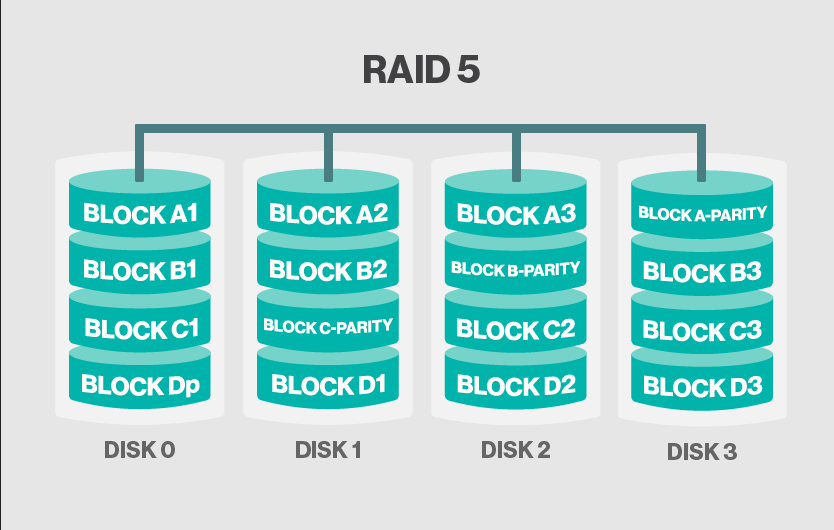 RAID 5
BLOCK A1
BLOCK A2
BLOCK A3
BLOCK A-PARITY
BLOCK B1
BLOCK B2
BLOCK B-PARITY
BLOCK B3
BLOCK C1
BLOCK C-PARITY
BLOCK C2
BLOCK C3
BLOCK Dp
BLOCK D1
BLOCK D2
BLOCK D3
DISK 0
DISK 1
DISK 2
DISK 3